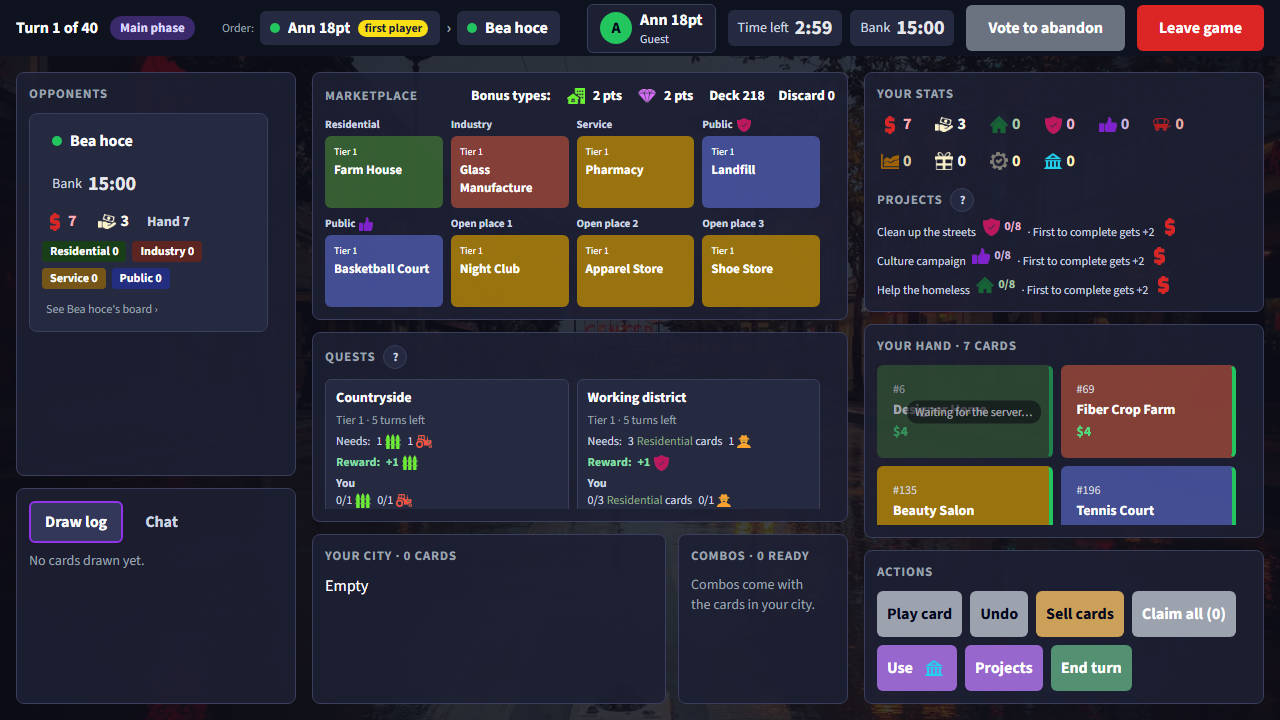 Turn 1 of 40 Main phase Order: Ann 18pt first player › Bea hoce A Ann 18pt Guest Time left 2:59 Bank 15:00 Vote to abandon Leave game
OPPONENTS
Bea hoce
Bank 15:00
7 3 Hand 7
Residential 0 Industry 0
Service 0 Public 0
See Bea hoce's board ›
Draw log Chat
No cards drawn yet.
MARKETPLACE Bonus types: 2 pts 2 pts Deck 218 Discard 0
Residential Industry Service Public
Tier 1 Tier 1 Tier 1 Tier 1
Farm House Glass Manufacture Pharmacy Landfill
Public Open place 1 Open place 2 Open place 3
Tier 1 Tier 1 Tier 1 Tier 1
Basketball Court Night Club Apparel Store Shoe Store
QUESTS ?
Countryside
Tier 1 · 5 turns left
Needs: 1 1
Reward: +1
You
0/1 0/1
Working district
Tier 1 · 5 turns left
Needs: 3 Residential cards 1
Reward: +1
You
0/3 Residential cards 0/1
YOUR CITY · 0 CARDS
Empty
COMBOS · 0 READY
Combos come with
the cards in your city.
YOUR STATS
7 3 0 0 0 0
0 0 0 0
PROJECTS ?
Clean up the streets 0/8 · First to complete gets +2
Culture campaign 0/8 · First to complete gets +2
Help the homeless 0/8 · First to complete gets +2
YOUR HAND · 7 CARDS
#6
Waiting for the server…
$4
#69
Fiber Crop Farm
$4
#135
Beauty Salon
#196
Tennis Court
ACTIONS
Play card Undo Sell cards Claim all (0)
Use Projects End turn